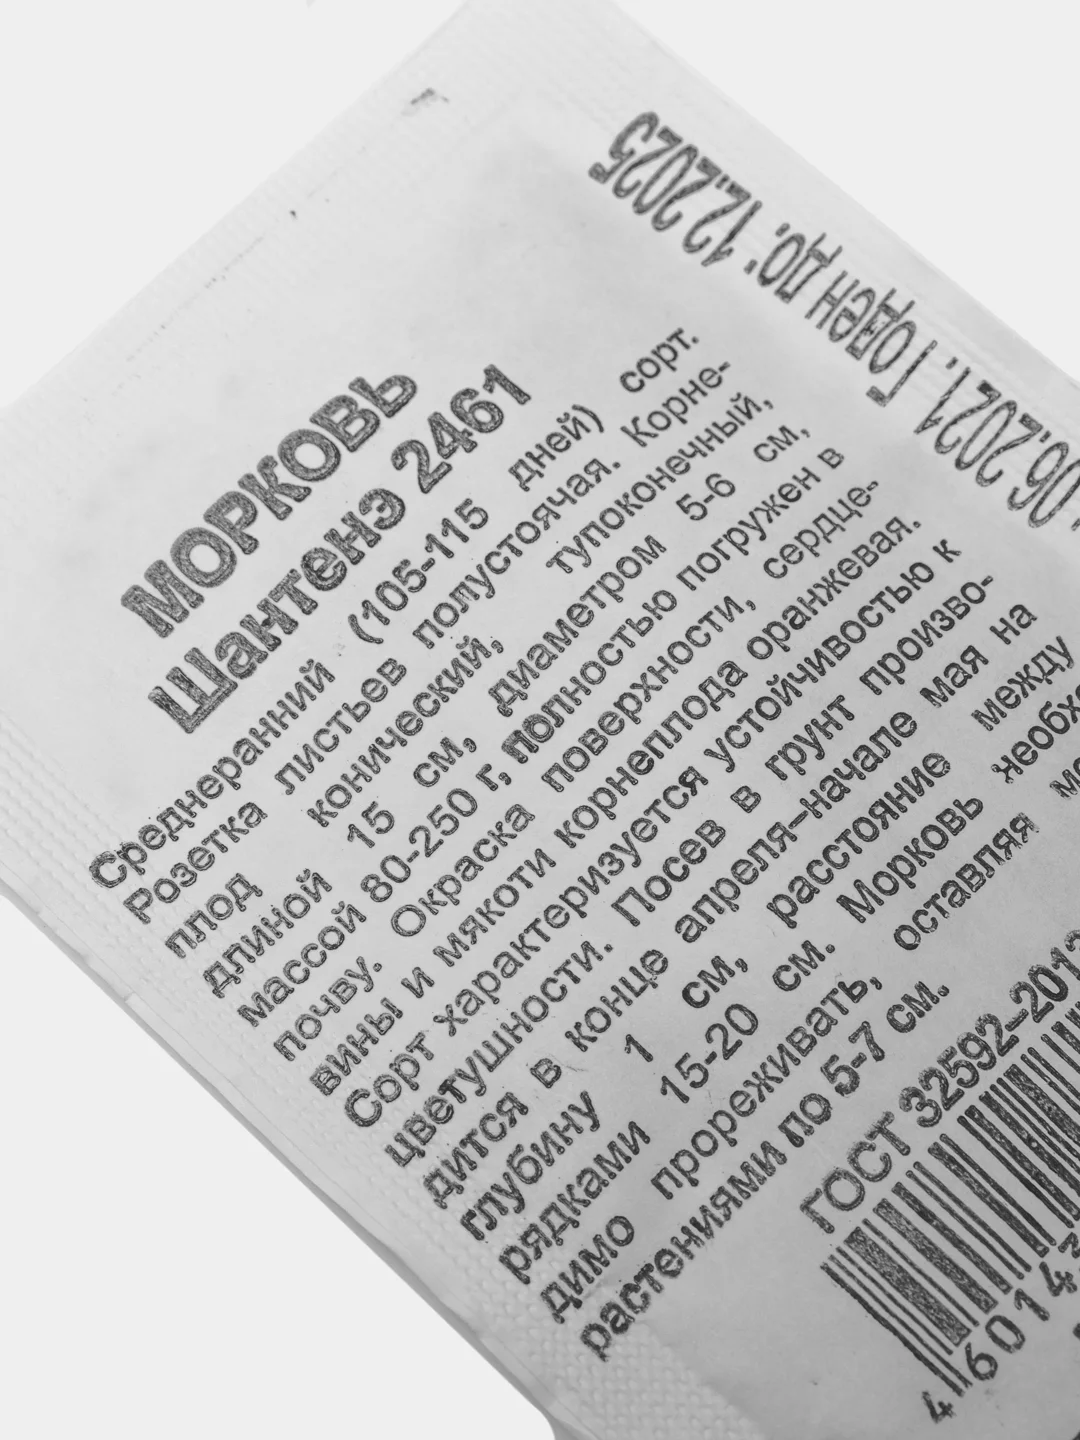 МОРКОВЬ
Шантенэ 2461
Среднеранний (105-115 дней) сорт.
Розетка листьев полустоячая. Корне-
плод конический, тупоконечный,
длиной 15 см, диаметром 5-6 см,
массой 80-250 г, полностью погружен в
почву. Окраска поверхности, сердце-
вины и мякоти корнеплода оранжевая.
Сорт характеризуется устойчивостью к
цветушности. Посев в грунт произво-
дится в конце апреля–начале мая на
глубину 1 см, расстояние между
рядками 15-20 см. Морковь
димо прореживать, оставляя
растениями по 5-7 см.
ГОСТ 32592–2013
4 6014
06.2021. Годен до: 12.2025